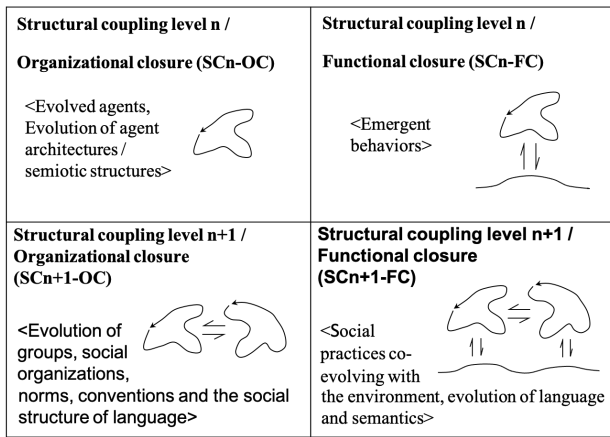 Structural coupling level n /
Organizational closure (SCn-OC)
<Evolved agents,
Evolution of agent
architectures /
semiotic structures>
Structural coupling level n /
Functional closure (SCn-FC)
<Emergent
behaviors>
Structural coupling level n+1 /
Organizational closure
(SCn+1-OC)
<Evolution of
groups, social
organizations,
norms, conventions and the social
structure of language>
Structural coupling level n+1 /
Functional closure
(SCn+1-FC)
<Social
practices co-
evolving with
the environment, evolution of language
and semantics>